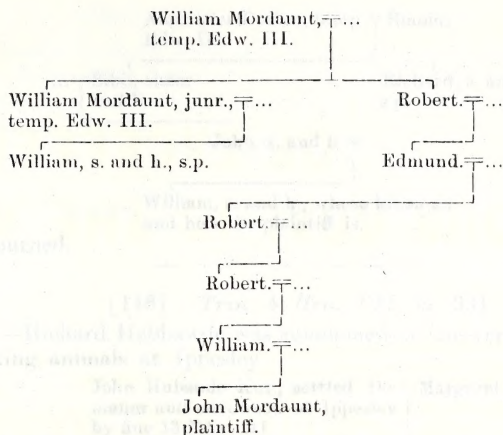 William Mordaunt,=...
temp. Edw. III.
William Mordaunt, junr.,=... Robert.=...
temp. Edw. III.
William, s. and h., s.p. Edmund.=...
Robert.=...
Robert.=...
William.=...
John Mordaunt,
plaintiff.